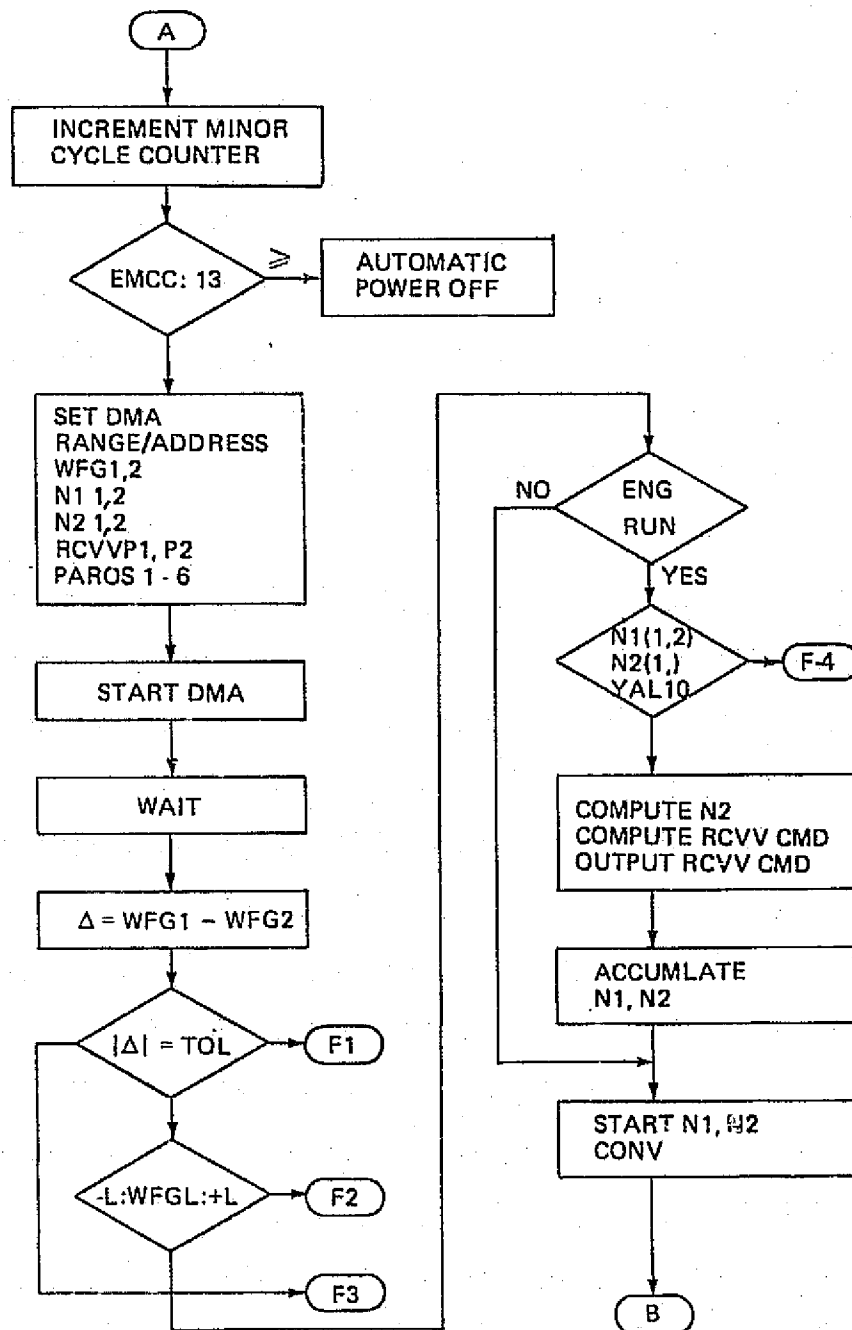 A
INCREMENT MINOR
CYCLE COUNTER
EMCC: 13
⩾
AUTOMATIC
POWER OFF
SET DMA
RANGE/ADDRESS
WFG1,2
N1 1,2
N2 1,2
RCVVP1, P2
PAROS 1 - 6
START DMA
WAIT
Δ = WFG1 − WFG2
|Δ| = TOL
F1
-L:WFGL:+L
F2
F3
ENG
RUN
NO
YES
N1(1,2)
N2(1,)
YAL10
F-4
COMPUTE N2
COMPUTE RCVV CMD
OUTPUT RCVV CMD
ACCUMLATE
N1, N2
START N1, N2
CONV
B